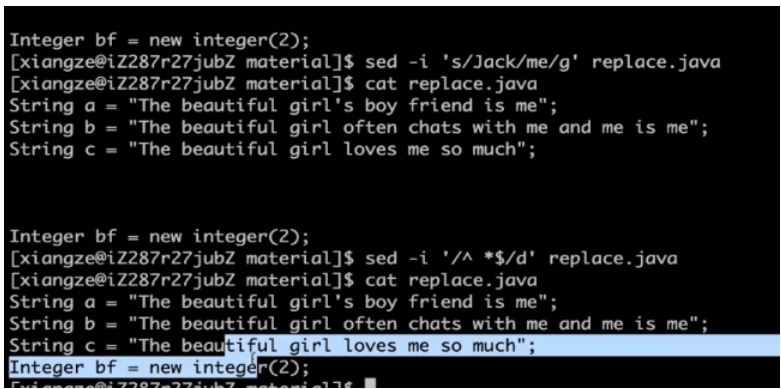 Integer bf = new integer(2);
[xiangze@iZ287r27jubZ material]$ sed -i 's/Jack/me/g' replace.java
[xiangze@iZ287r27jubZ material]$ cat replace.java
String a = "The beautiful girl's boy friend is me";
String b = "The beautiful girl often chats with me and me is me";
String c = "The beautiful girl loves me so much";
Integer bf = new integer(2);
[xiangze@iZ287r27jubZ material]$ sed -i '/^ *$/d' replace.java
[xiangze@iZ287r27jubZ material]$ cat replace.java
String a = "The beautiful girl's boy friend is me";
String b = "The beautiful girl often chats with me and me is me";
String c = "The beautiful girl loves me so much";
Integer bf = new integer(2);
[xiangze@iZ287r27jubZ material]$